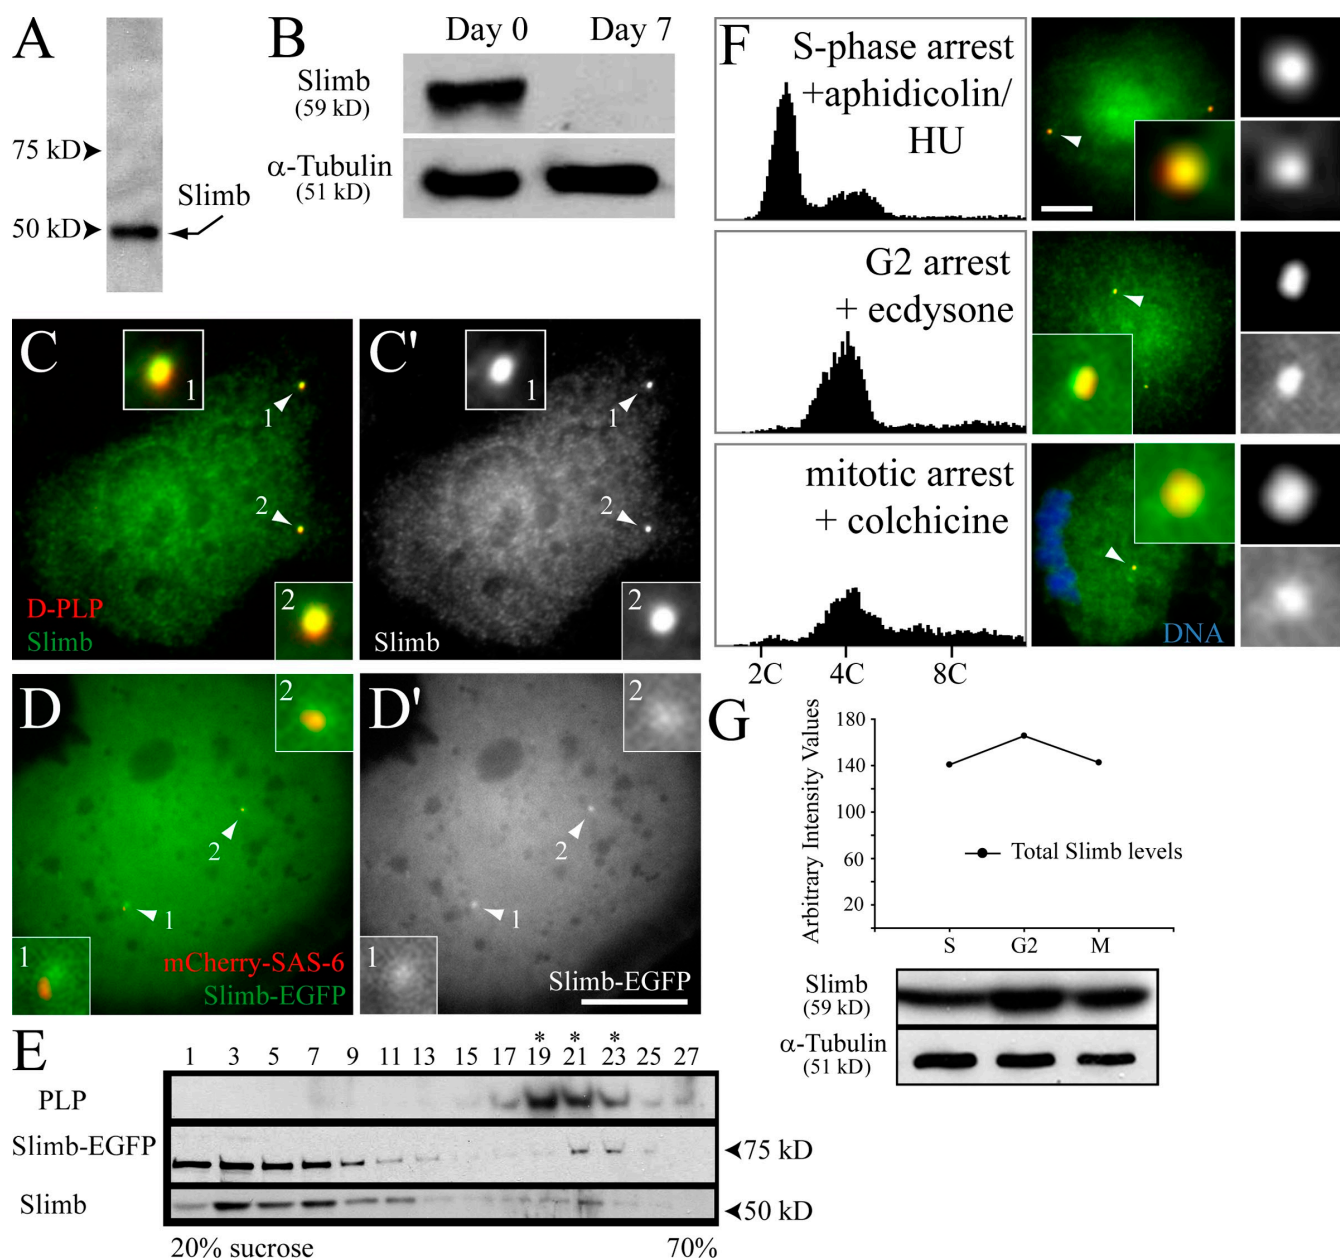 A
75 kD
50 kD
Slimb
B
Day 0
Day 7
Slimb
(59 kD)
α-Tubulin
(51 kD)
C
1
1
2
2
D-PLP
Slimb
C'
1
1
2
2
Slimb
D
2
2
1
1
mCherry-SAS-6
Slimb-EGFP
D'
2
2
1
1
Slimb-EGFP
E
1 3 5 7 9 11 13 15 17 19 21 23 25 27
* * *
PLP
Slimb-EGFP
Slimb
75 kD
50 kD
20% sucrose
70%
F
S-phase arrest
+aphidicolin/
HU
G2 arrest
+ ecdysone
mitotic arrest
+ colchicine
DNA
2C 4C 8C
G
Arbitrary Intensity Values
180
140
100
60
20
Total Slimb levels
S G2 M
Slimb
(59 kD)
α-Tubulin
(51 kD)